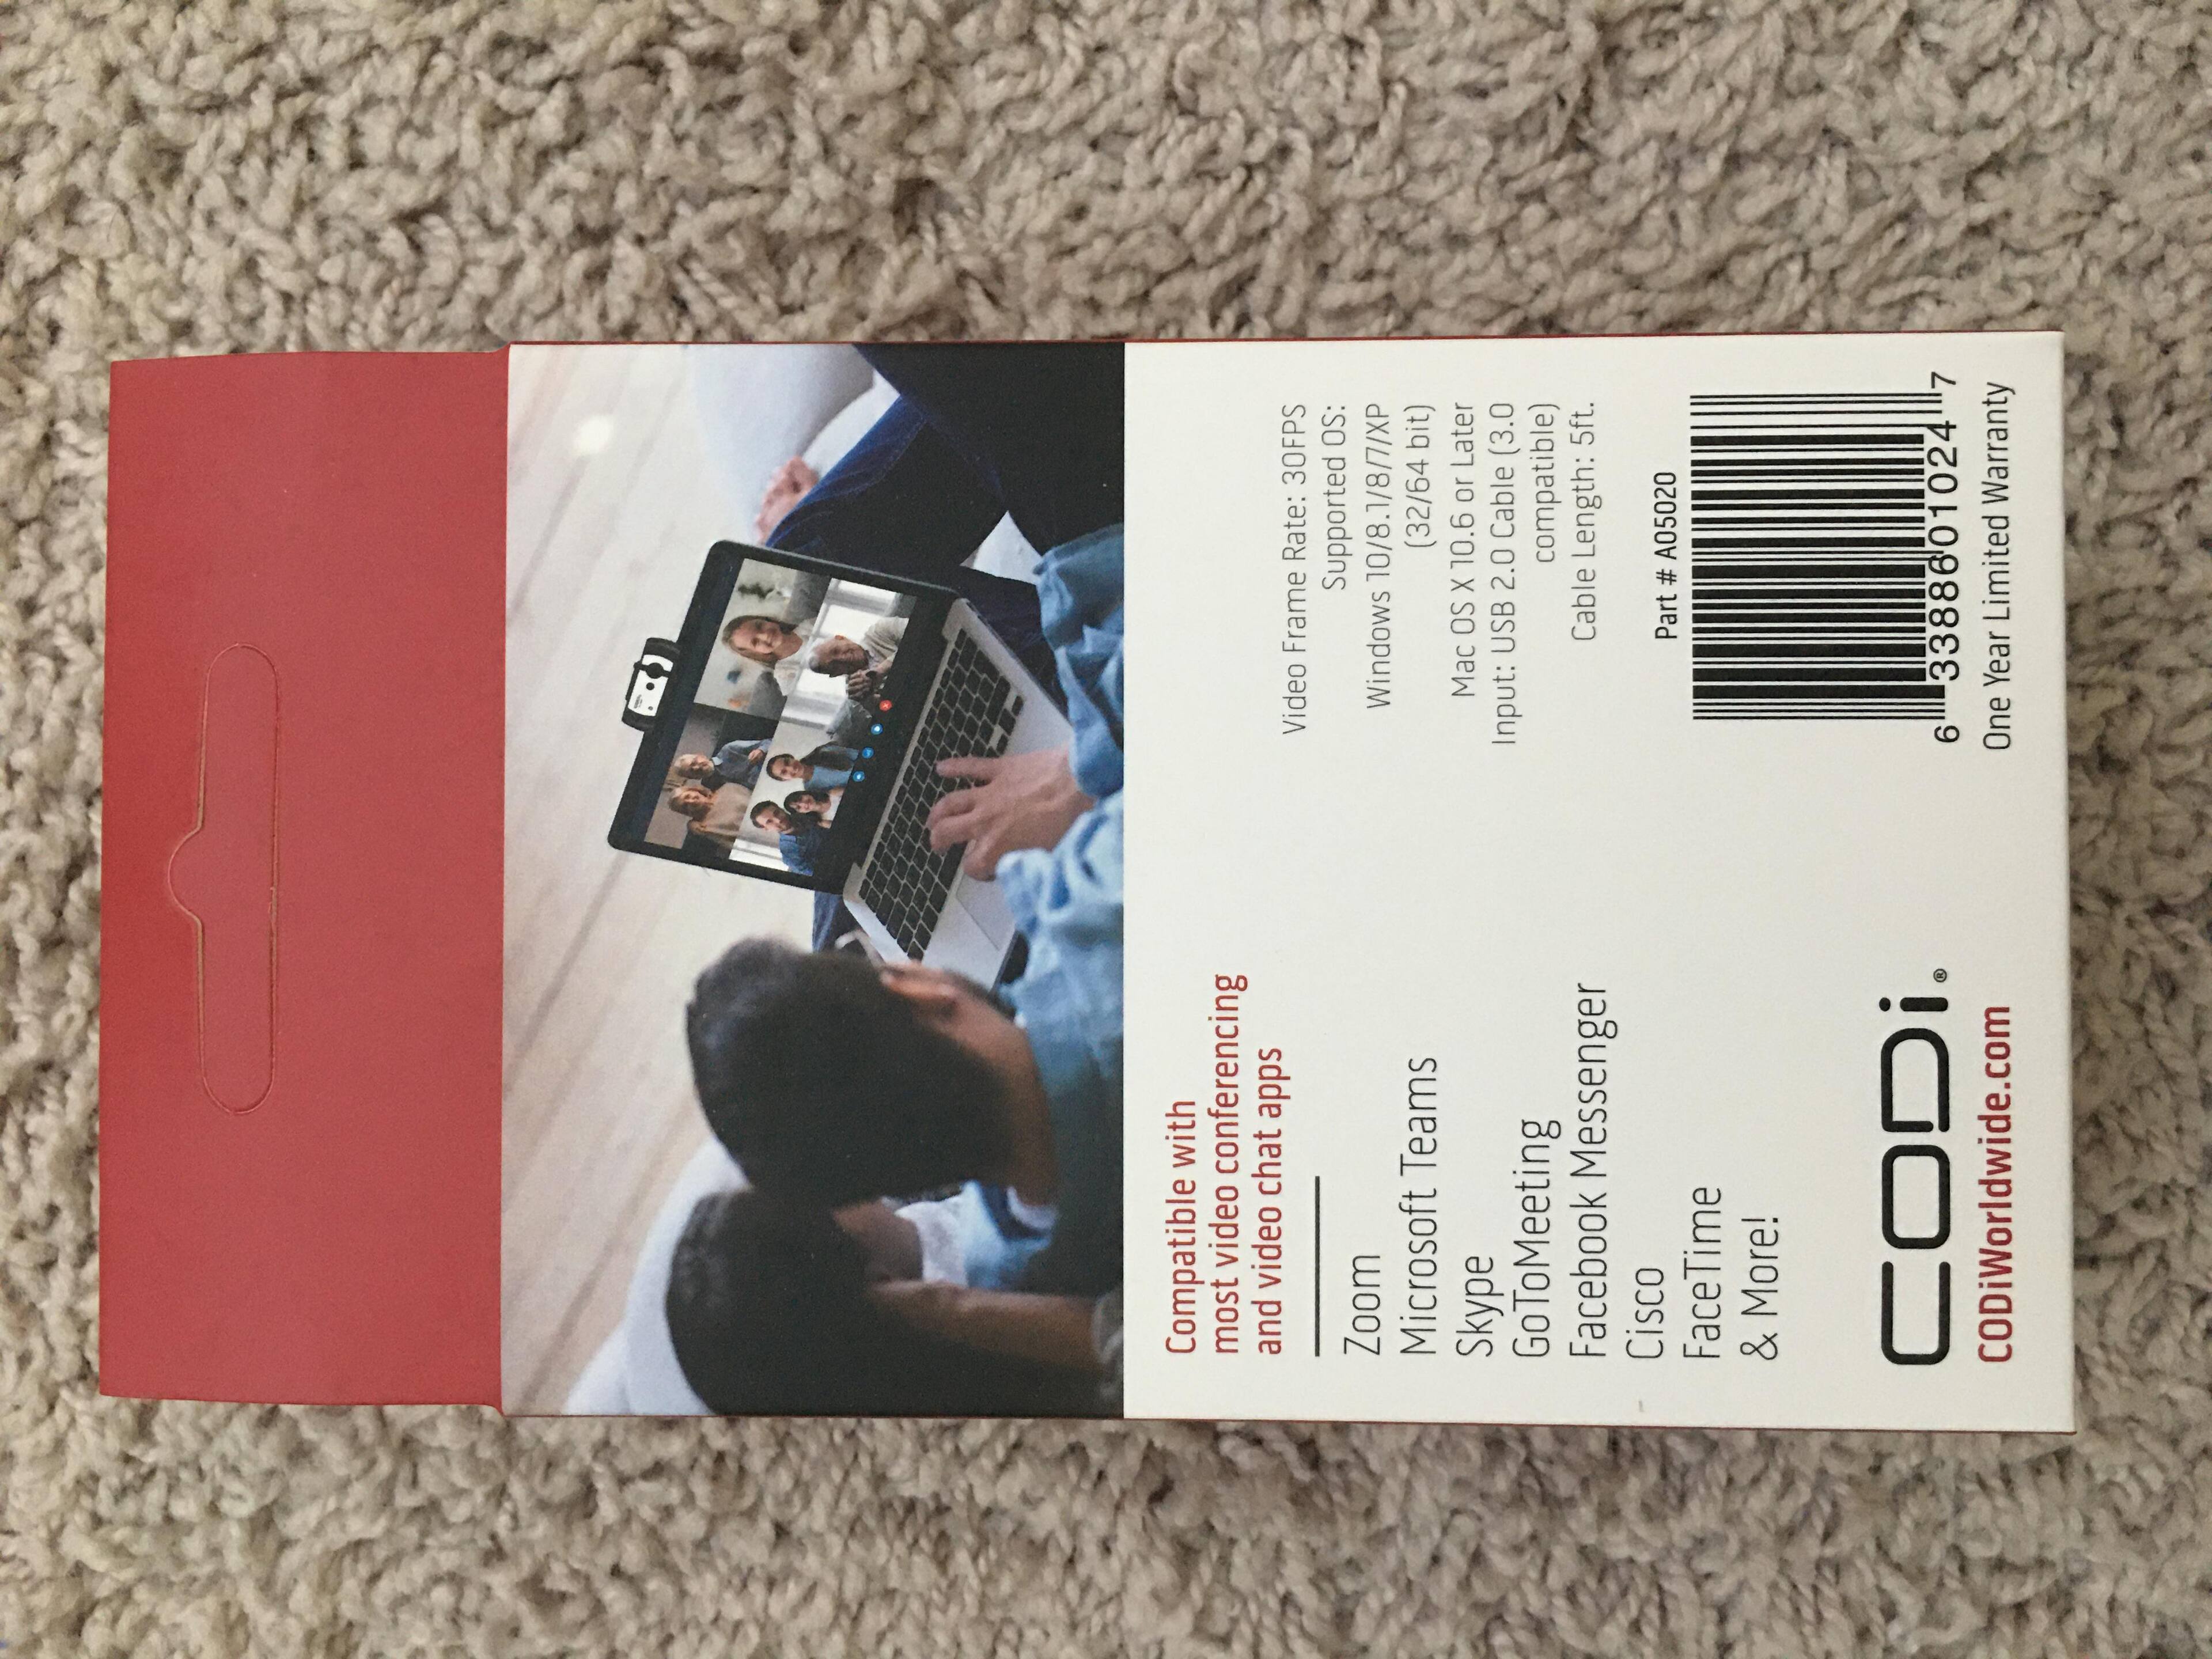 Compatible with
most video conferencing
and video chat apps
Zoom
Microsoft Teams
Skype
GoToMeeting
Facebook Messenger
Cisco
FaceTime
& More!
CODi®
CODiWorldwide.com
Video Frame Rate: 30FPS
Supported OS:
Windows 10/8.1/8/7/XP
(32/64 bit)
Mac OS X 10.6 or Later
Input: USB 2.0 Cable (3.0
compatible)
Cable Length: 5ft.
Part # A05020
6 33886 01024 7
One Year Limited Warranty